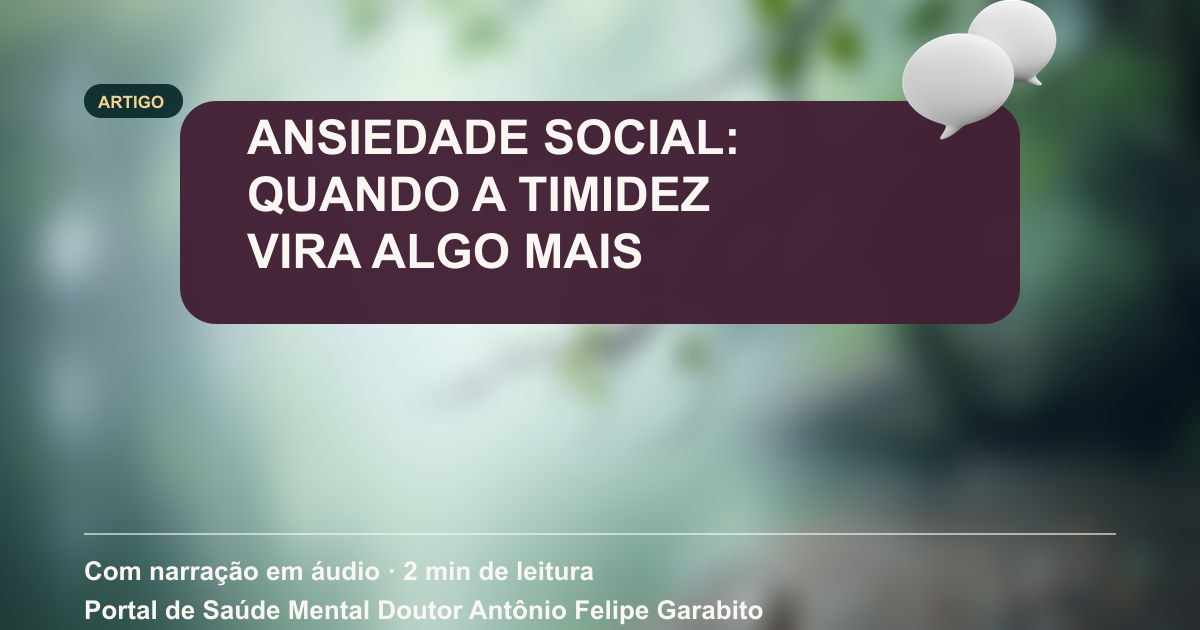 ARTIGO
ANSIEDADE SOCIAL:
QUANDO A TIMIDEZ
VIRA ALGO MAIS
Com narração em áudio · 2 min de leitura
Portal de Saúde Mental Doutor Antônio Felipe Garabito